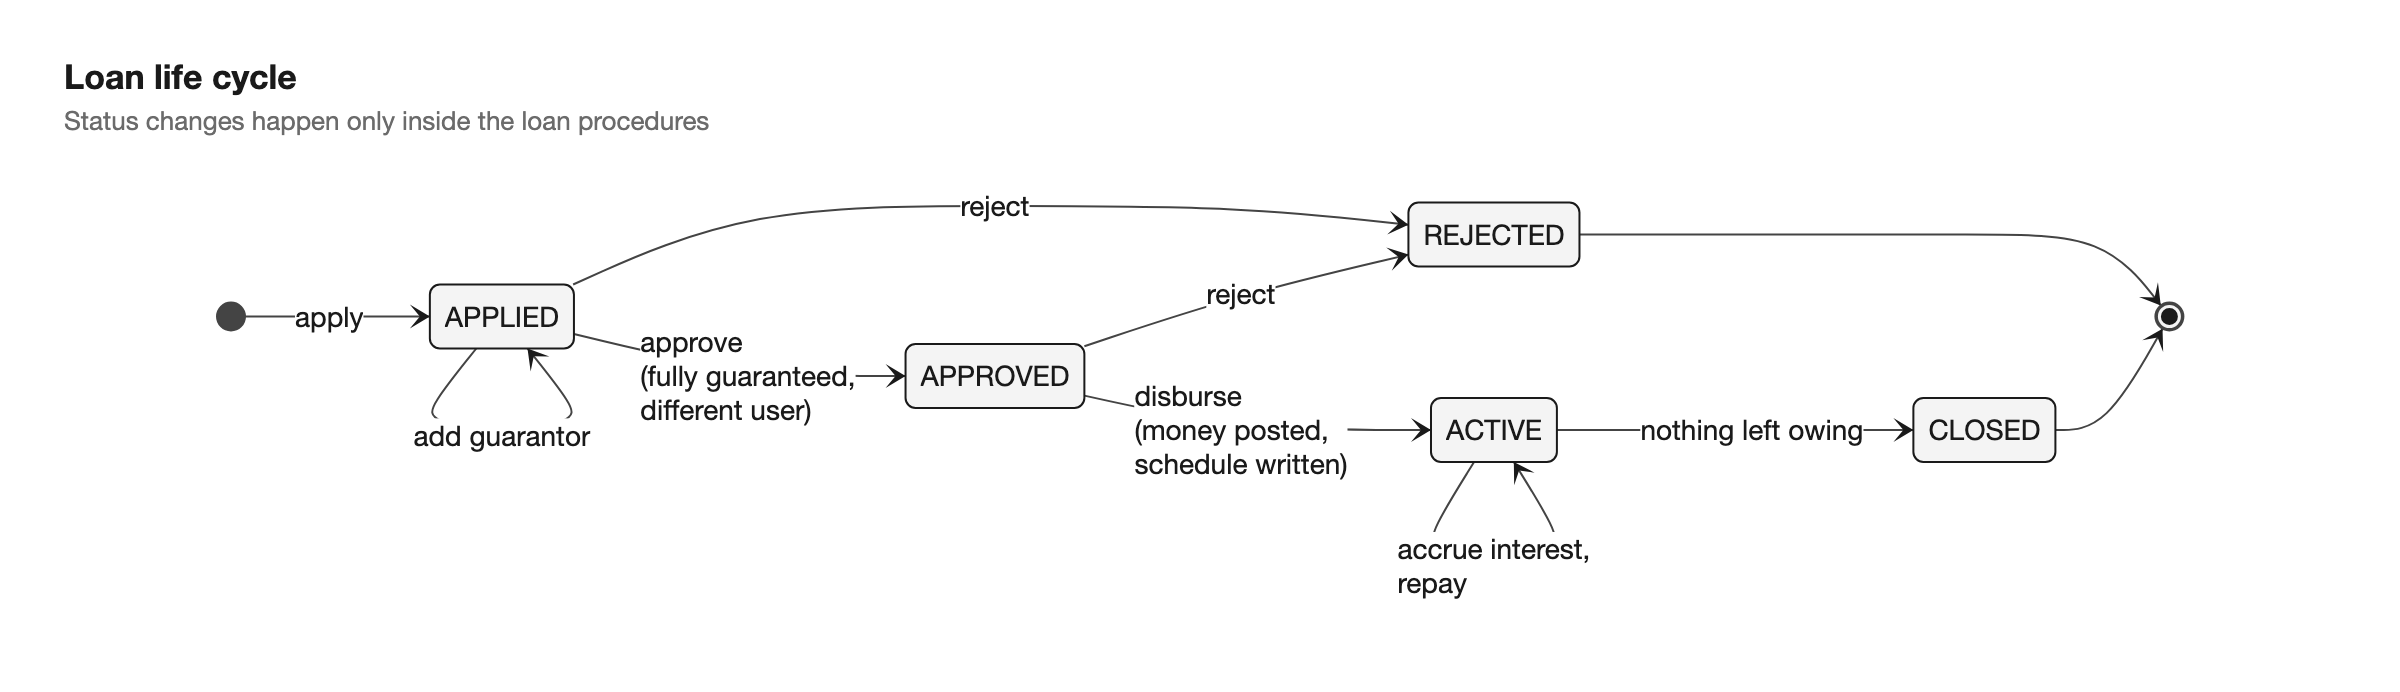 Loan life cycle
Status changes happen only inside the loan procedures
reject
REJECTED
reject
apply
APPLIED
approve
(fully guaranteed,
different user)
add guarantor
APPROVED
disburse
(money posted,
schedule written)
ACTIVE
nothing left owing
CLOSED
accrue interest,
repay